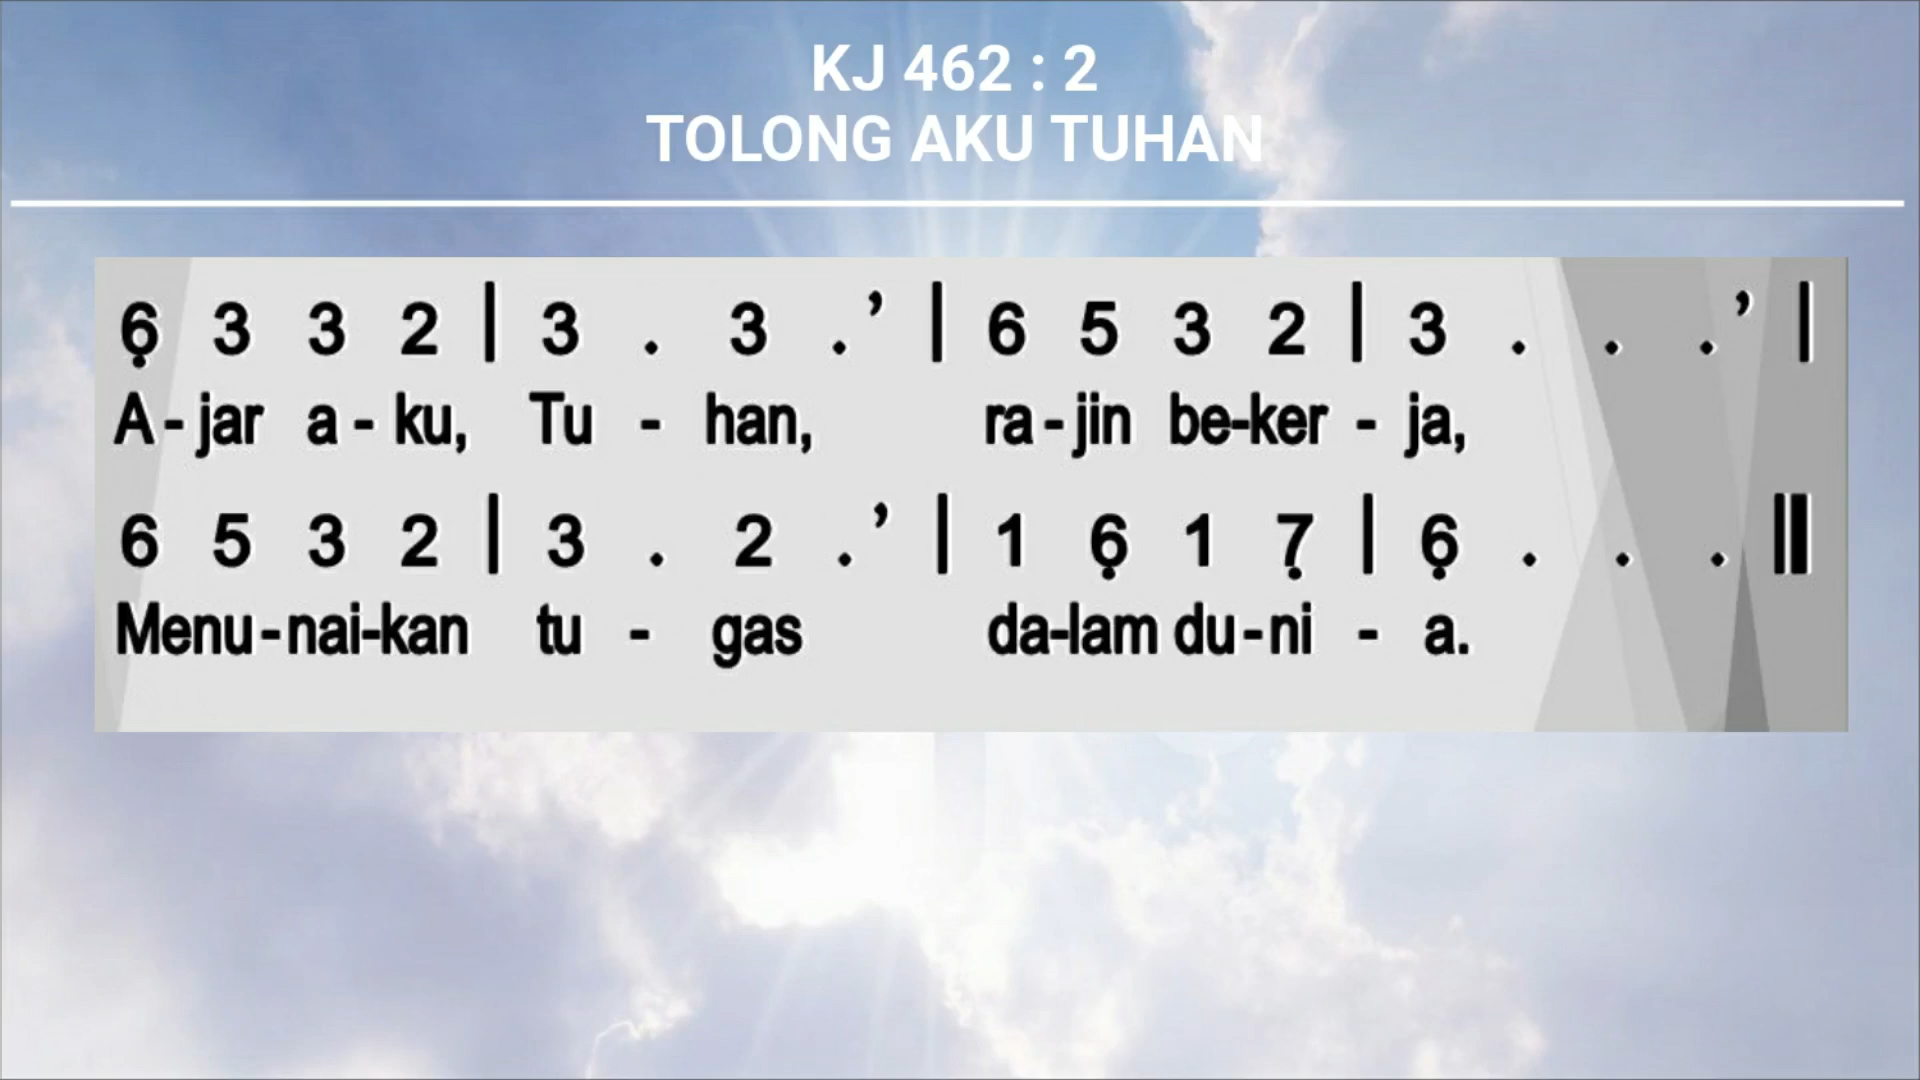 KJ 462 : 2
TOLONG AKU TUHAN
6̣ 3 3 2 | 3 . 3 .’ | 6 5 3 2 | 3 . . .’ |
A - jar a - ku, Tu - han, ra - jin be-ker - ja,
6 5 3 2 | 3 . 2 .’ | 1 6̣ 1 7̣ | 6̣ . . . ‖
Menu - nai-kan tu - gas da-lam du - ni - a.